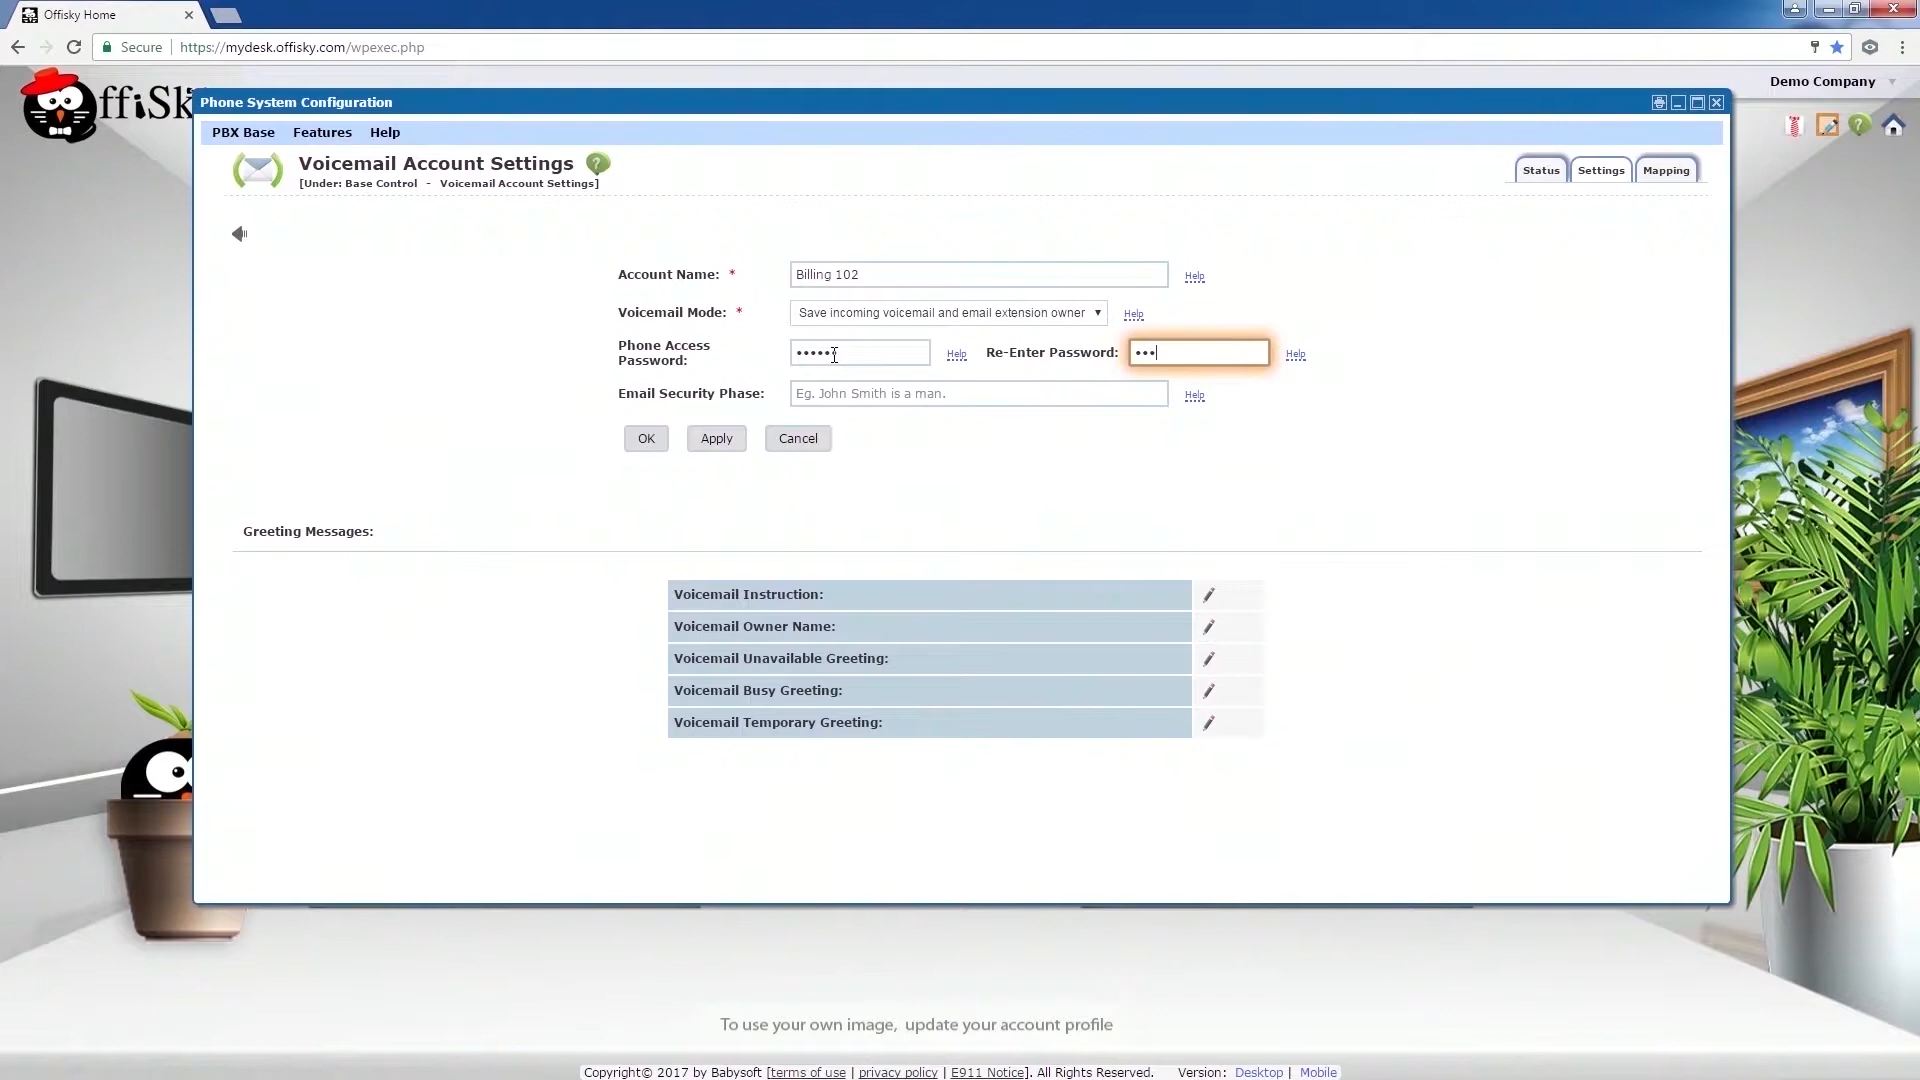 Offisky Home
Secure https://mydesk.offisky.com/wpexec.php
Demo Company
Phone System Configuration
PBX Base Features Help
Voicemail Account Settings
[Under: Base Control - Voicemail Account Settings]
Status Settings Mapping
Account Name: * Billing 102 Help
Voicemail Mode: * Save incoming voicemail and email extension owner Help
Phone Access Password: Help Re-Enter Password: ••• Help
Email Security Phase: Eg. John Smith is a man. Help
OK Apply Cancel
Greeting Messages:
Voicemail Instruction:
Voicemail Owner Name:
Voicemail Unavailable Greeting:
Voicemail Busy Greeting:
Voicemail Temporary Greeting:
To use your own image, update your account profile
Copyright© 2017 by Babysoft [terms of use | privacy policy | E911 Notice]. All Rights Reserved. Version: Desktop | Mobile